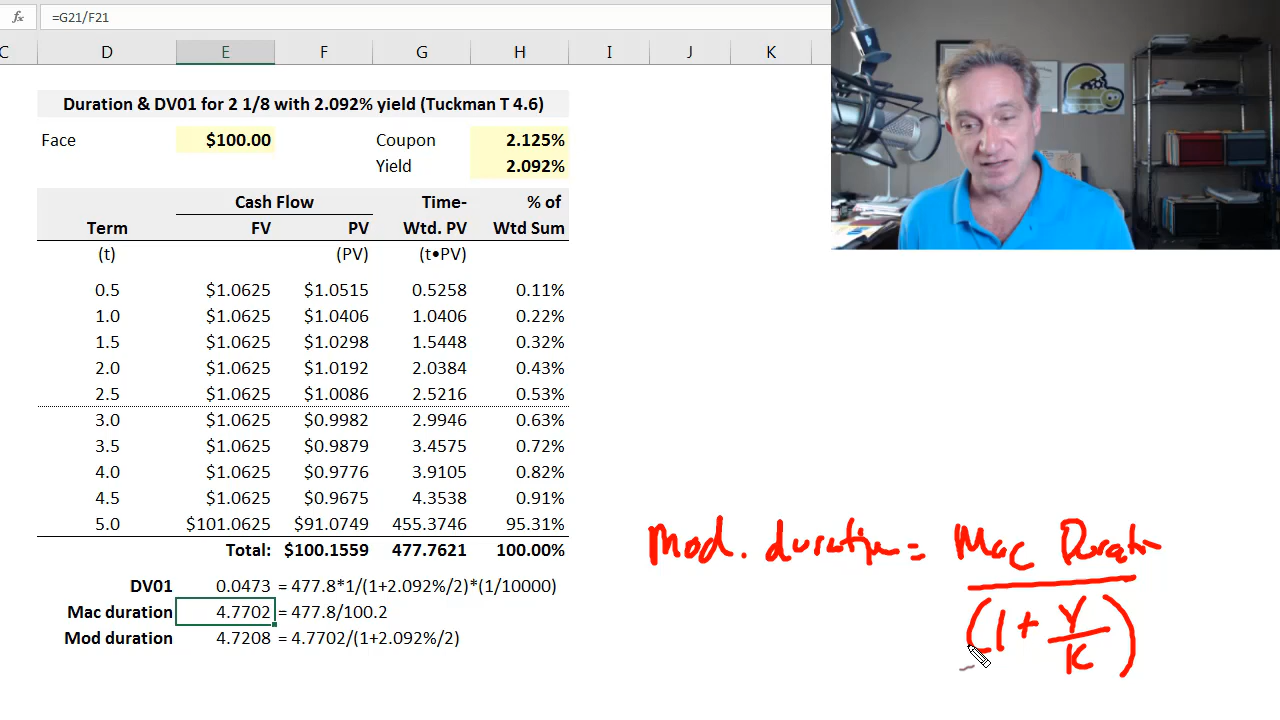 =G21/F21
C D E F G H I J K
Duration & DV01 for 2 1/8 with 2.092% yield (Tuckman T 4.6)
Face $100.00 Coupon 2.125%
Yield 2.092%
Cash Flow Time- % of
Term FV PV Wtd. PV Wtd Sum
(t) (PV) (t•PV)
0.5 $1.0625 $1.0515 0.5258 0.11%
1.0 $1.0625 $1.0406 1.0406 0.22%
1.5 $1.0625 $1.0298 1.5448 0.32%
2.0 $1.0625 $1.0192 2.0384 0.43%
2.5 $1.0625 $1.0086 2.5216 0.53%
3.0 $1.0625 $0.9982 2.9946 0.63%
3.5 $1.0625 $0.9879 3.4575 0.72%
4.0 $1.0625 $0.9776 3.9105 0.82%
4.5 $1.0625 $0.9675 4.3538 0.91%
5.0 $101.0625 $91.0749 455.3746 95.31%
Total: $100.1559 477.7621 100.00%
DV01 0.0473 = 477.8*1/(1+2.092%/2)*(1/10000)
Mac duration 4.7702 = 477.8/100.2
Mod duration 4.7208 = 4.7702/(1+2.092%/2)
Mod. duration = Mac Duration
(1 + Y/K)